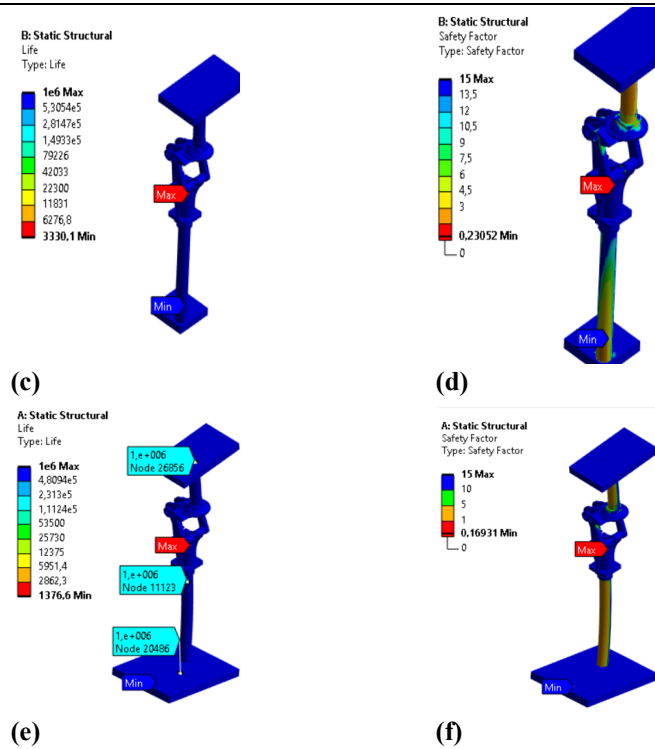 B: Static Structural
Life
Type: Life
1e6 Max
5,3054e5
2,8147e5
1,4933e5
79226
42033
22300
11831
6276,8
3330,1 Min
Max
Min
B: Static Structural
Safety Factor
Type: Safety Factor
15 Max
13,5
12
10,5
9
7,5
6
4,5
3
0,23052 Min
0
Max
Min
(c)
(d)
A: Static Structural
Life
Type: Life
1e6 Max
4,8094e5
2,313e5
1,1124e5
53500
25730
12375
5951,4
2862,3
1376,6 Min
1,e+006
Node 26856
Max
1,e+006
Node 11123
1,e+006
Node 20486
Min
A: Static Structural
Safety Factor
Type: Safety Factor
15 Max
10
5
1
0,16931 Min
0
Max
Min
(e)
(f)